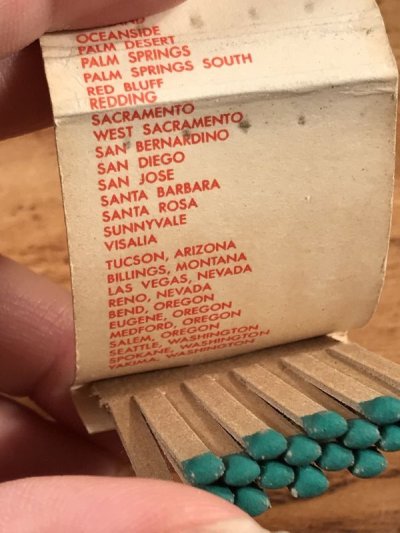 OCEANSIDE
PALM DESERT
PALM SPRINGS
PALM SPRINGS SOUTH
RED BLUFF
REDDING
SACRAMENTO
WEST SACRAMENTO
SAN BERNARDINO
SAN DIEGO
SAN JOSE
SANTA BARBARA
SANTA ROSA
SUNNYVALE
VISALIA
TUCSON, ARIZONA
BILLINGS, MONTANA
LAS VEGAS, NEVADA
RENO, NEVADA
BEND, OREGON
EUGENE, OREGON
MEDFORD, OREGON
SALEM, OREGON
SEATTLE, WASHINGTON
SPOKANE, WASHINGTON
YAKIMA, WASHINGTON